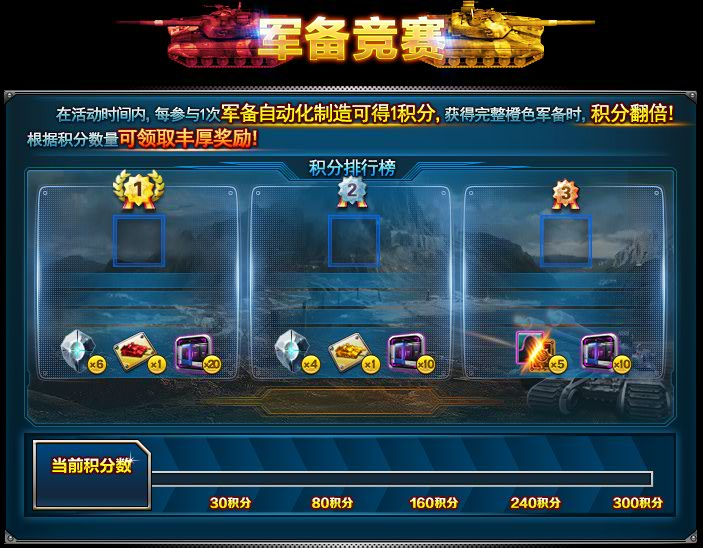 军备竞赛
在活动时间内, 每参与1次军备自动化制造可得1积分, 获得完整橙色军备时, 积分翻倍!
根据积分数量可领取丰厚奖励!
积分排行榜
1 2 3
×6 ×1 ×20 ×4 ×1 ×10 ×5 ×10
当前积分数
30积分 80积分 160积分 240积分 300积分